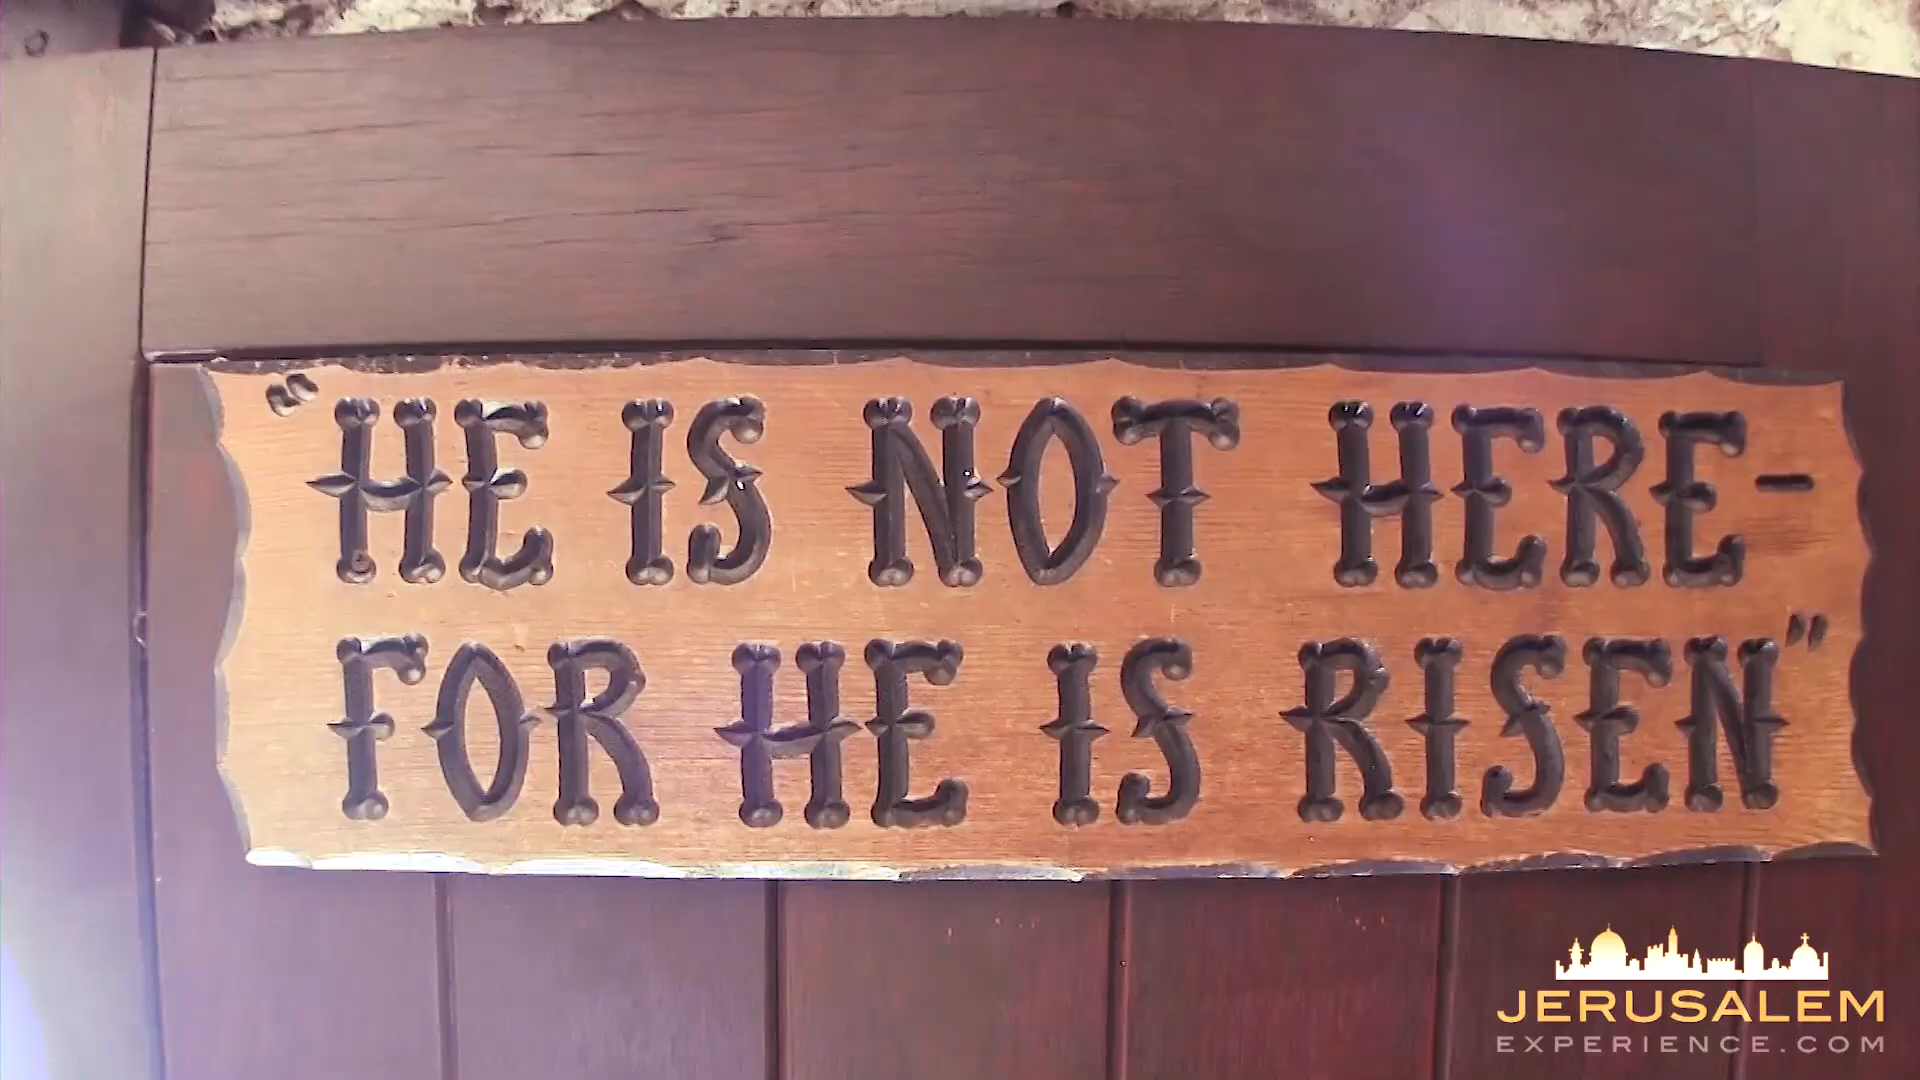 "HE IS NOT HERE-
FOR HE IS RISEN"
JERUSALEM
EXPERIENCE.COM